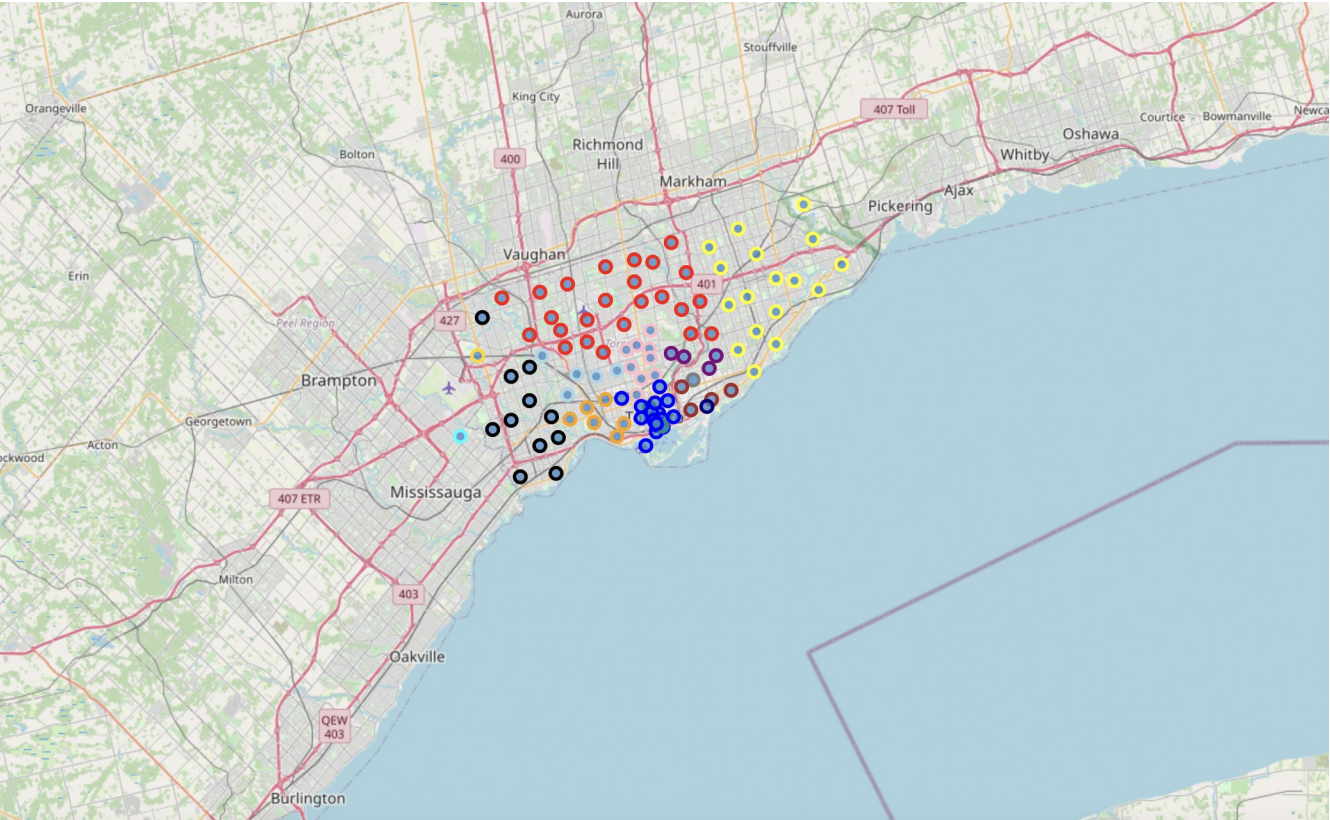 Aurora
Stouffville
Orangeville
King City
407 Toll
Newca
Courtice
Bowmanville
Oshawa
Richmond
Hill
Bolton
400
Whitby
Markham
Ajax
Pickering
Vaughan
Erin
401
Peel Region
427
Brampton
Georgetown
Acton
ockwood
Mississauga
407 ETR
Milton
403
Oakville
QEW
403
Burlington